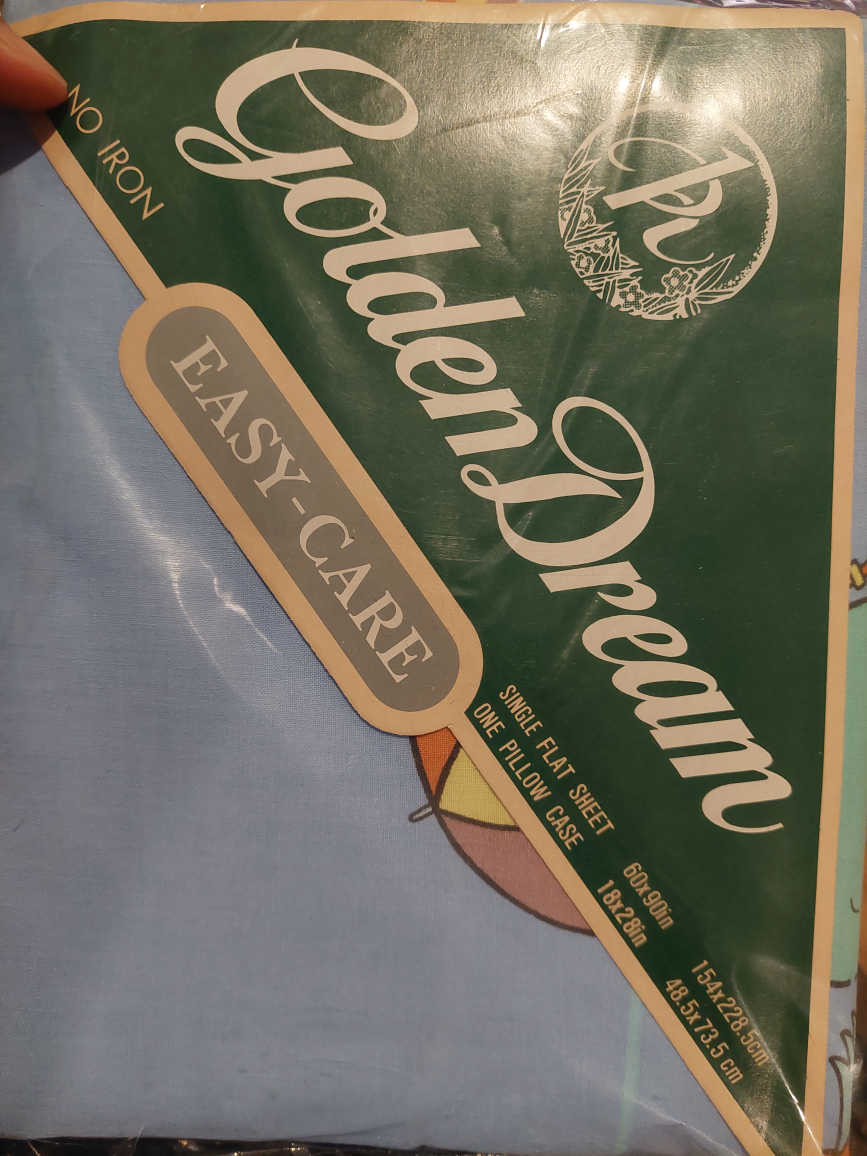 NO IRON
Golden Dream
EASY-CARE
SINGLE FLAT SHEET 60x90in 154x228.5cm
ONE PILLOW CASE 18x28in 48.5x73.5 cm